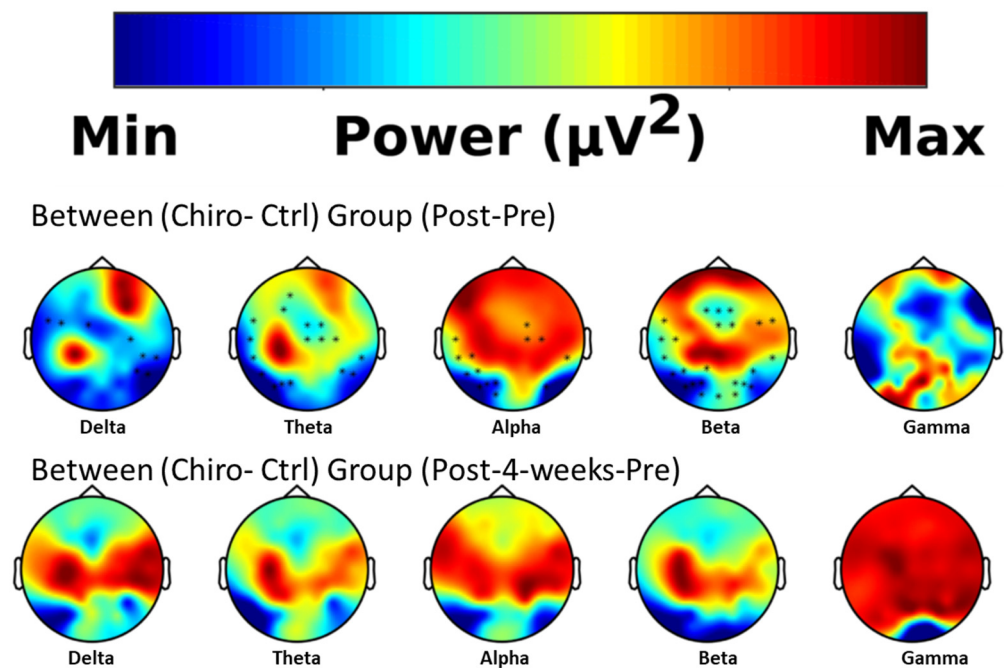 Min Power (μV²) Max
Between (Chiro- Ctrl) Group (Post-Pre)
Delta Theta Alpha Beta Gamma
Between (Chiro- Ctrl) Group (Post-4-weeks-Pre)
Delta Theta Alpha Beta Gamma